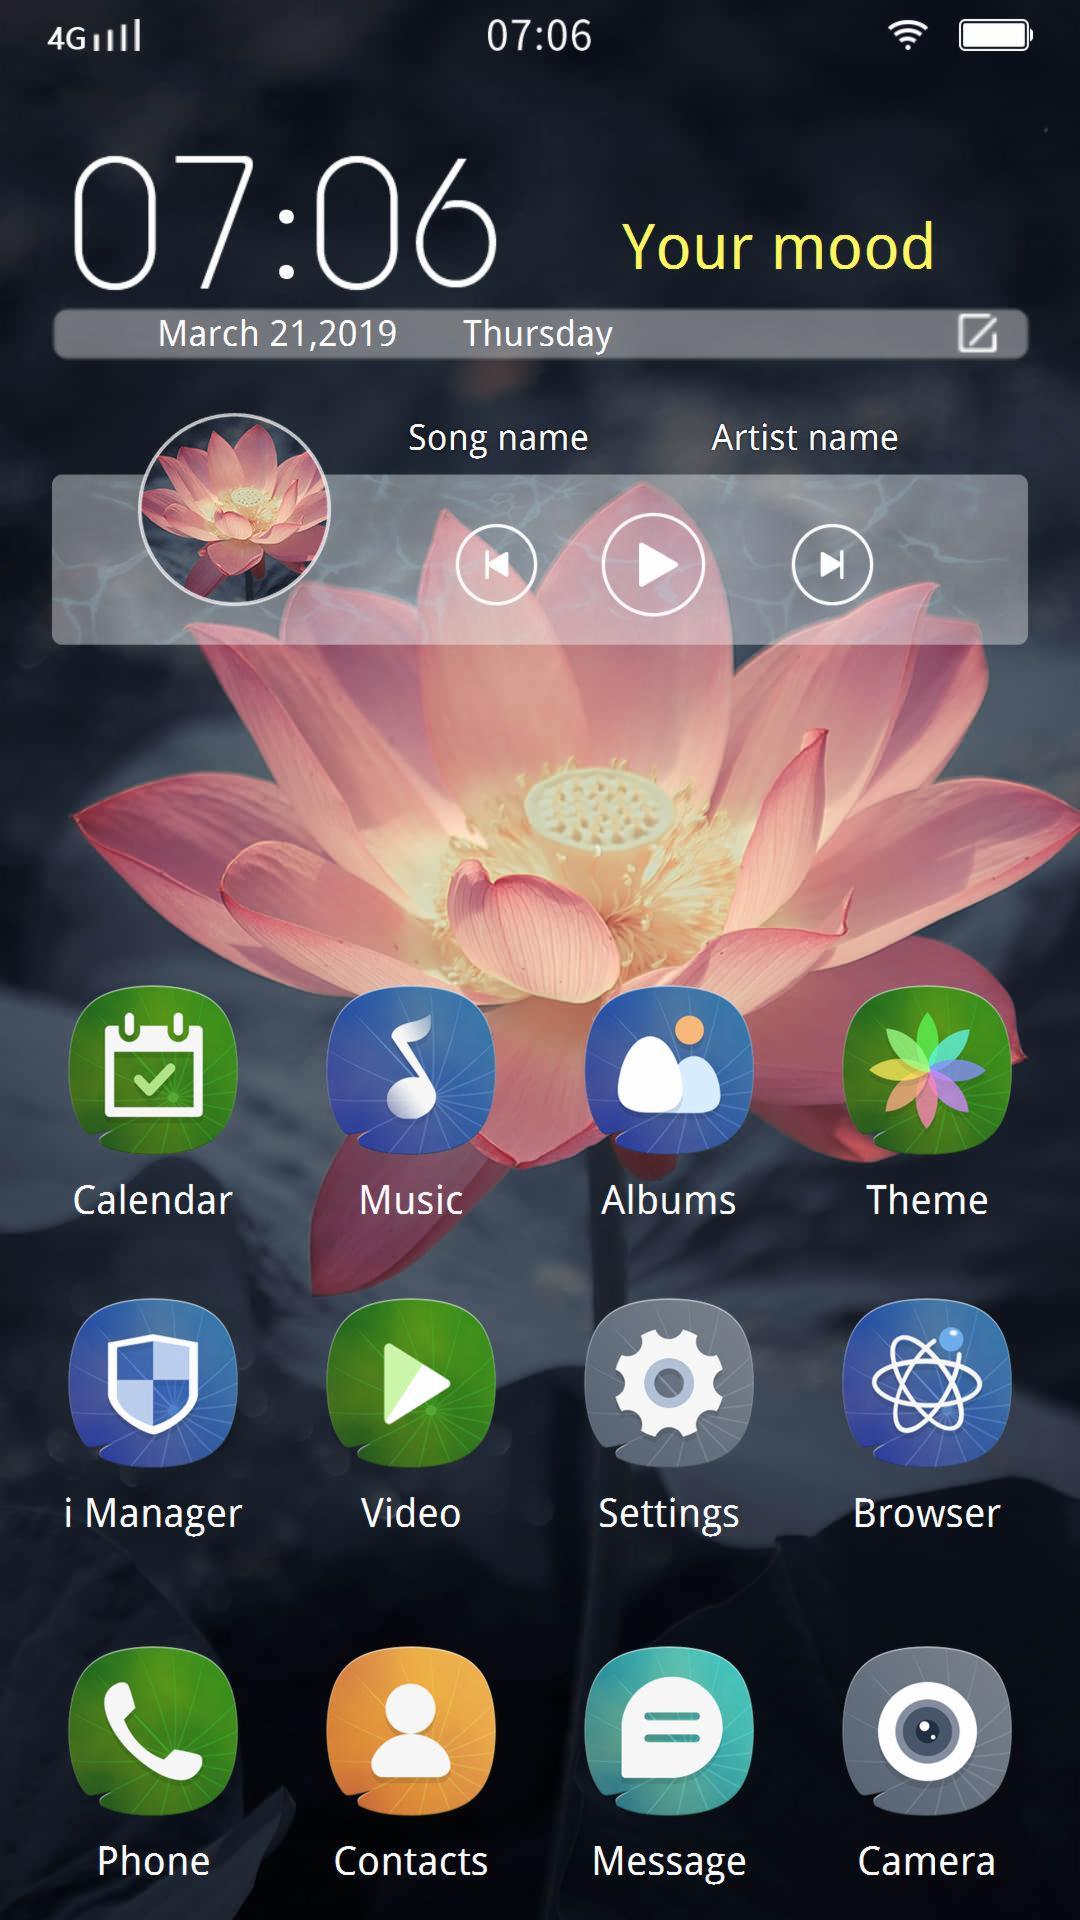 4G 07:06
07:06
Your mood
March 21,2019 Thursday
Song name Artist name
Calendar Music Albums Theme
i Manager Video Settings Browser
Phone Contacts Message Camera